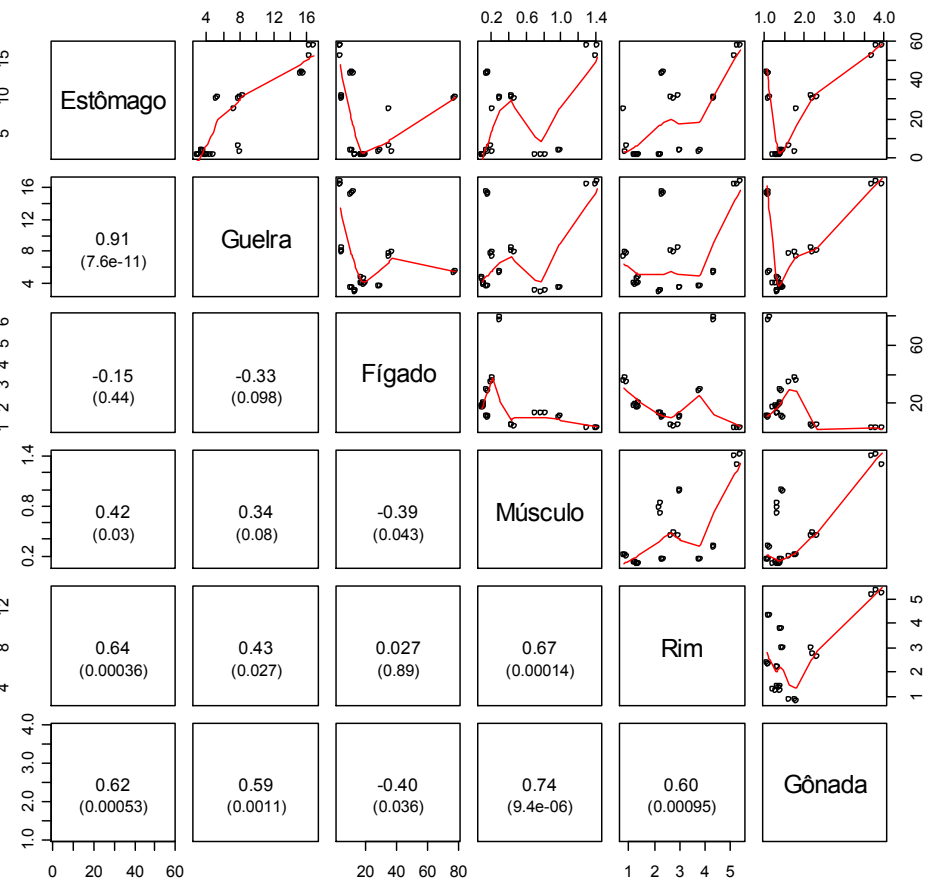 4 8 12 16 0.2 0.6 1.0 1.4 1.0 2.0 3.0 4.0
5 10 15 Estômago 0 20 40 60
4 8 12 16 0.91 Guelra
(7.6e-11)
1 2 3 4 5 6 -0.15 -0.33 Fígado 20 60
(0.44) (0.098)
0.2 0.8 1.4 0.42 0.34 -0.39 Músculo
(0.03) (0.08) (0.043)
4 8 12 0.64 0.43 0.027 0.67 Rim 1 2 3 4 5
(0.00036) (0.027) (0.89) (0.00014)
1.0 2.0 3.0 4.0 0.62 0.59 -0.40 0.74 0.60 Gônada
(0.00053) (0.0011) (0.036) (9.4e-06) (0.00095)
0 20 40 60 20 40 60 80 1 2 3 4 5